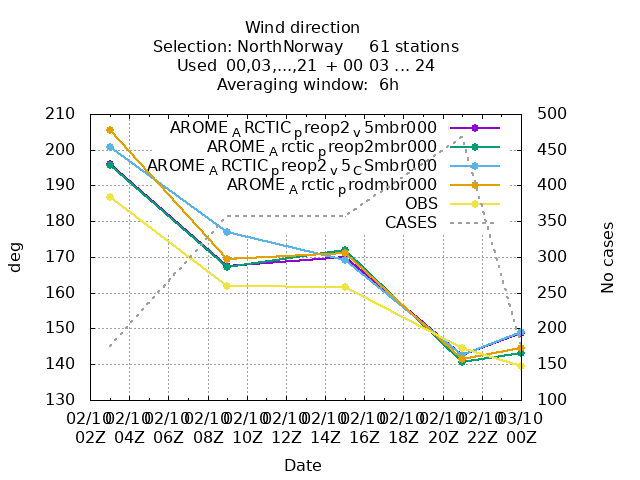 Wind direction
Selection: NorthNorway 61 stations
Used 00,03,...,21 + 00 03 ... 24
Averaging window: 6h
210
200
190
180
170
160
150
140
130
deg
500
450
400
350
300
250
200
150
100
No cases
AROME_ARCTIC_preop2_v5mbr000
AROME_Arctic_preop2mbr000
AROME_ARCTIC_preop2_v5_CSmbr000
AROME_Arctic_prodmbr000
OBS
CASES
02/10 02/10 02/10 02/10 02/10 02/10 02/10 02/10 02/10 02/10 02/10 03/10
02Z 04Z 06Z 08Z 10Z 12Z 14Z 16Z 18Z 20Z 22Z 00Z
Date